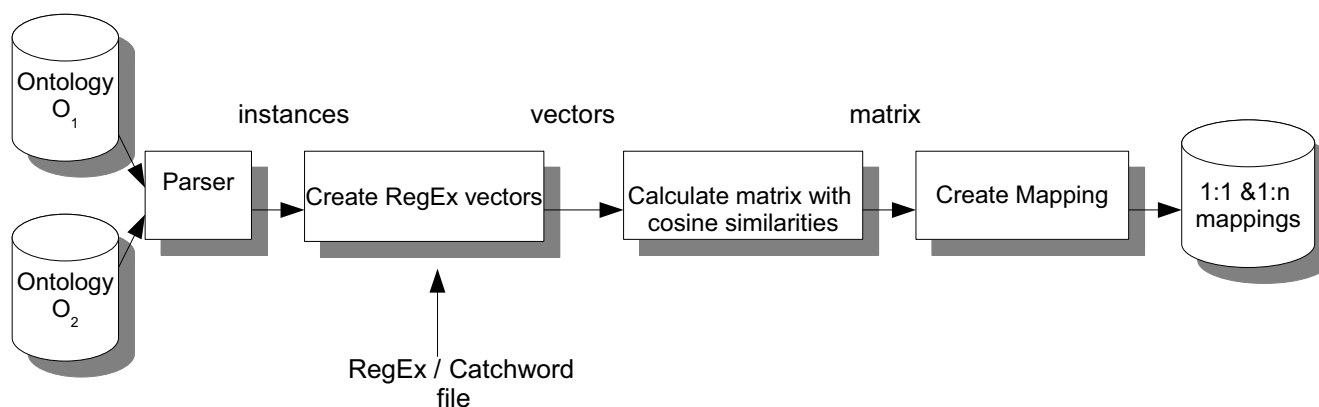 Ontology
O1
instances
vectors
matrix
Parser
Create RegEx vectors
Calculate matrix with
cosine similarities
Create Mapping
1:1 &1:n
mappings
Ontology
O2
RegEx / Catchword
file